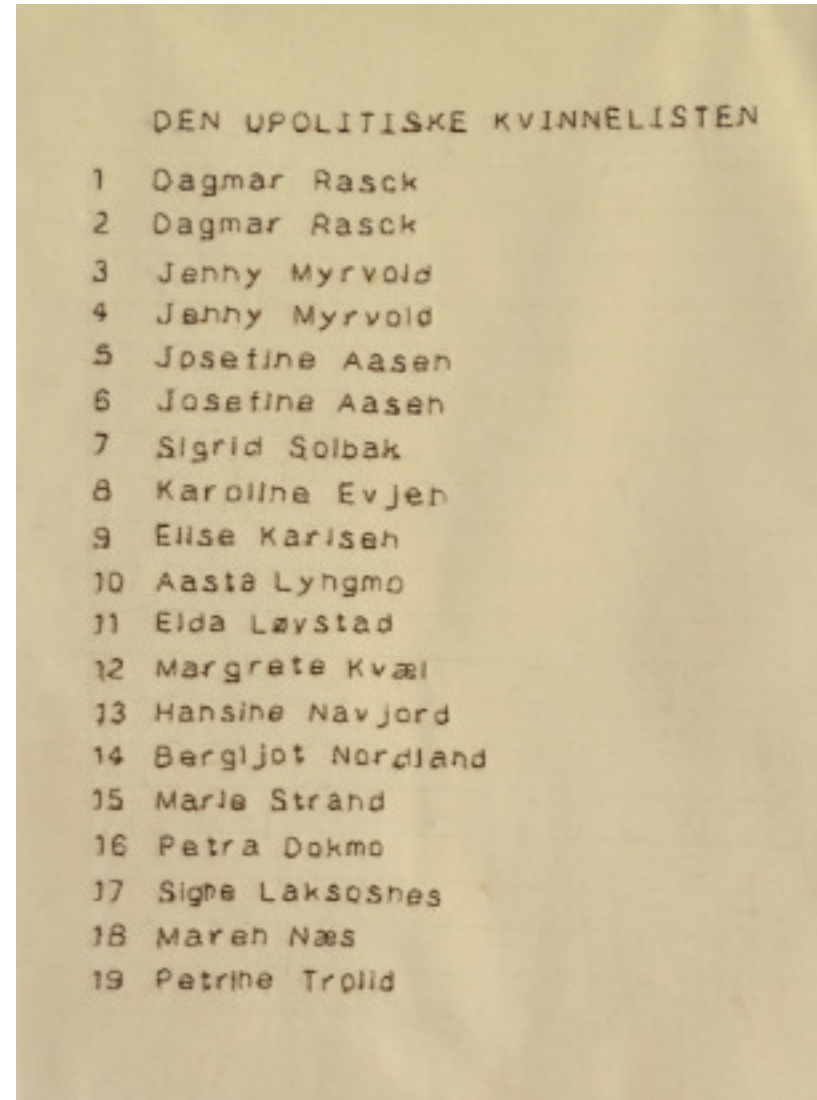 DEN UPOLITISKE KVINNELISTEN
1 Dagmar Rasck
2 Dagmar Rasck
3 Jenny Myrvold
4 Jenny Myrvold
5 Josefine Aasen
6 Josefine Aasen
7 Sigrid Solbak
8 Karoline Evjen
9 Elise Karlsen
10 Aasta Lyngmo
11 Elda Løvstad
12 Margrete Kvæl
13 Hansine Navjord
14 Bergljot Nordland
15 Marie Strand
16 Petra Dokmo
17 Signe Laksosnes
18 Maren Næs
19 Petrine Trolid